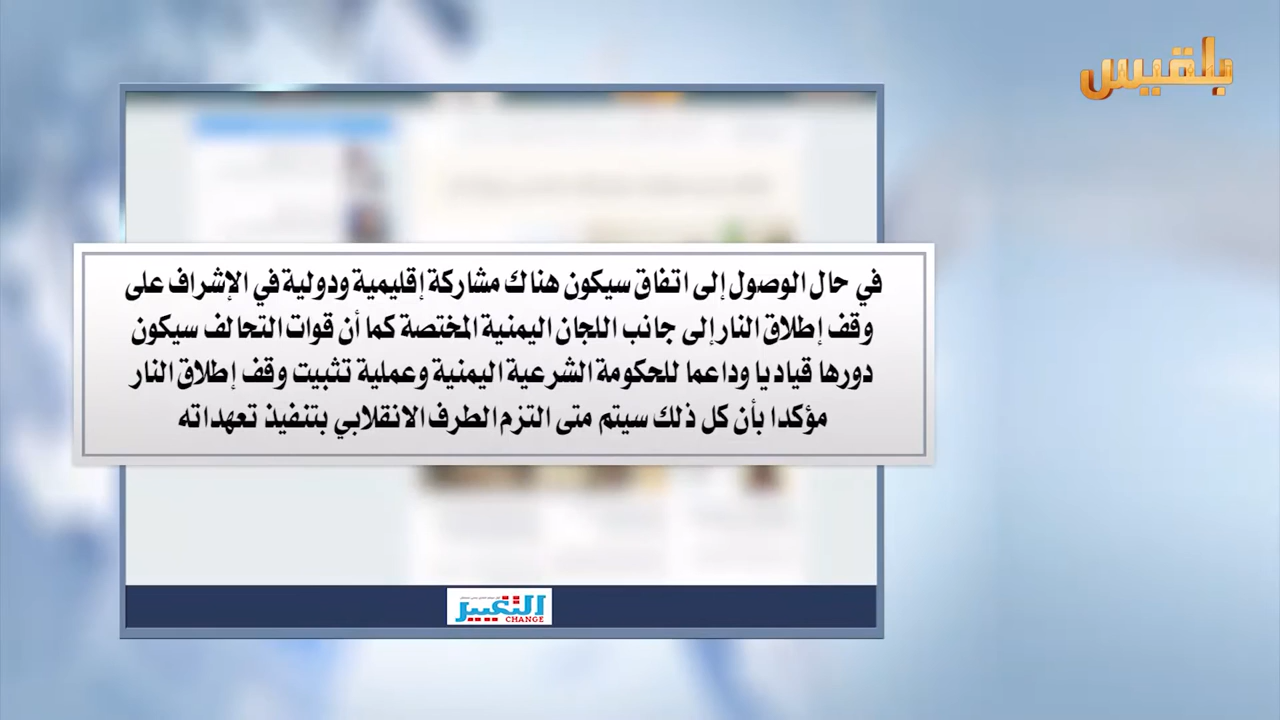 بلقيس
في حال الوصول إلى اتفاق سيكون هناك مشاركة إقليمية ودولية في الإشراف على
وقف إطلاق النار إلى جانب اللجان اليمنية المختصة كما أن قوات التحالف سيكون
دورها قياديا وداعما للحكومة الشرعية اليمنية وعملية تثبيت وقف إطلاق النار
مؤكدا بأن كل ذلك سيتم متى التزم الطرف الانقلابي بتنفيذ تعهداته
التغيير
CHANGE